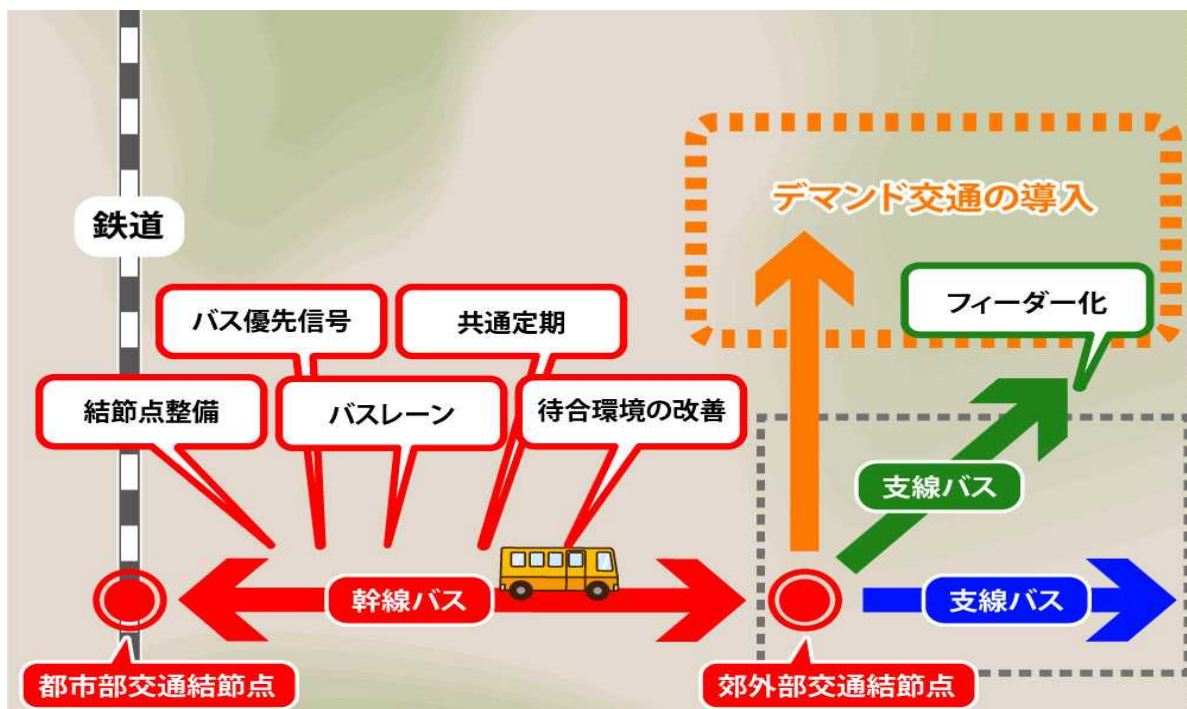 デマンド交通の導入
鉄道
フィーダー化
バス優先信号
共通定期
結節点整備
バスレーン
待合環境の改善
支線バス
幹線バス
支線バス
都市部交通結節点
郊外部交通結節点